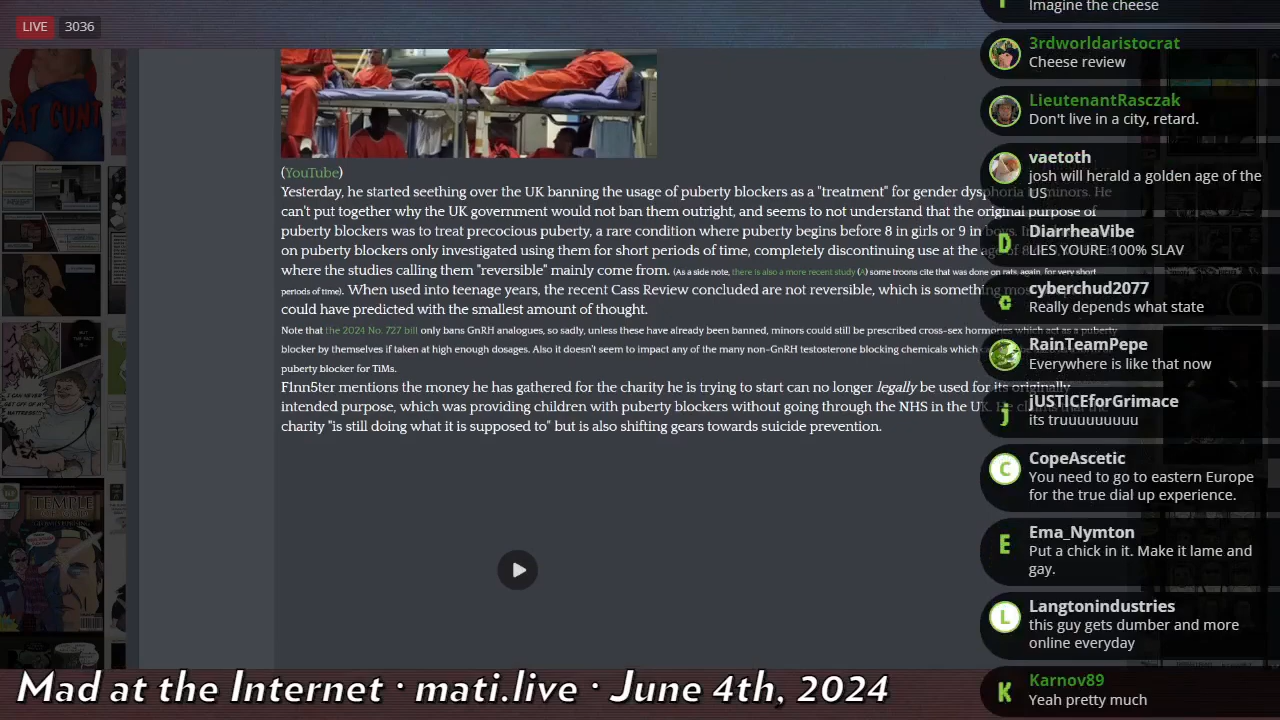 LIVE 3036
Imagine the cheese
3rdworldaristocrat
Cheese review
LieutenantRasczak
Don't live in a city, retard.
vaetoth
josh will herald a golden age of the
US
DiarrheaVibe
LIES YOURE 100% SLAV
cyberchud2077
Really depends what state
RainTeamPepe
Everywhere is like that now
jUSTICEforGrimace
its truuuuuuuuu
CopeAscetic
You need to go to eastern Europe
for the true dial up experience.
Ema_Nymton
Put a chick in it. Make it lame and
gay.
Langtonindustries
this guy gets dumber and more
online everyday
Karnov89
Yeah pretty much
FAT CUNT
TEMPLE
(YouTube)
Yesterday, he started seething over the UK banning the usage of puberty blockers as a "treatment" for gender dysphoria in minors. He
can't put together why the UK government would not ban them outright, and seems to not understand that the original purpose of
puberty blockers was to treat precocious puberty, a rare condition where puberty begins before 8 in girls or 9 in boys.
on puberty blockers only investigated using them for short periods of time, completely discontinuing use at the age of
where the studies calling them "reversible" mainly come from. (As a side note, there is also a more recent study (A) some troons cite that was done on rats, again, for very short
periods of time). When used into teenage years, the recent Cass Review concluded are not reversible, which is something
could have predicted with the smallest amount of thought.
Note that the 2024 No. 727 bill only bans GnRH analogues, so sadly, unless these have already been banned, minors could still be prescribed cross-sex hormones which act as a puberty
blocker by themselves if taken at high enough dosages. Also it doesn't seem to impact any of the many non-GnRH testosterone blocking chemicals which
puberty blocker for TiMs.
F1nn5ter mentions the money he has gathered for the charity he is trying to start can no longer legally be used for its originally
intended purpose, which was providing children with puberty blockers without going through the NHS in the UK. He claims that the
charity "is still doing what it is supposed to" but is also shifting gears towards suicide prevention.
Mad at the Internet · mati.live · June 4th, 2024